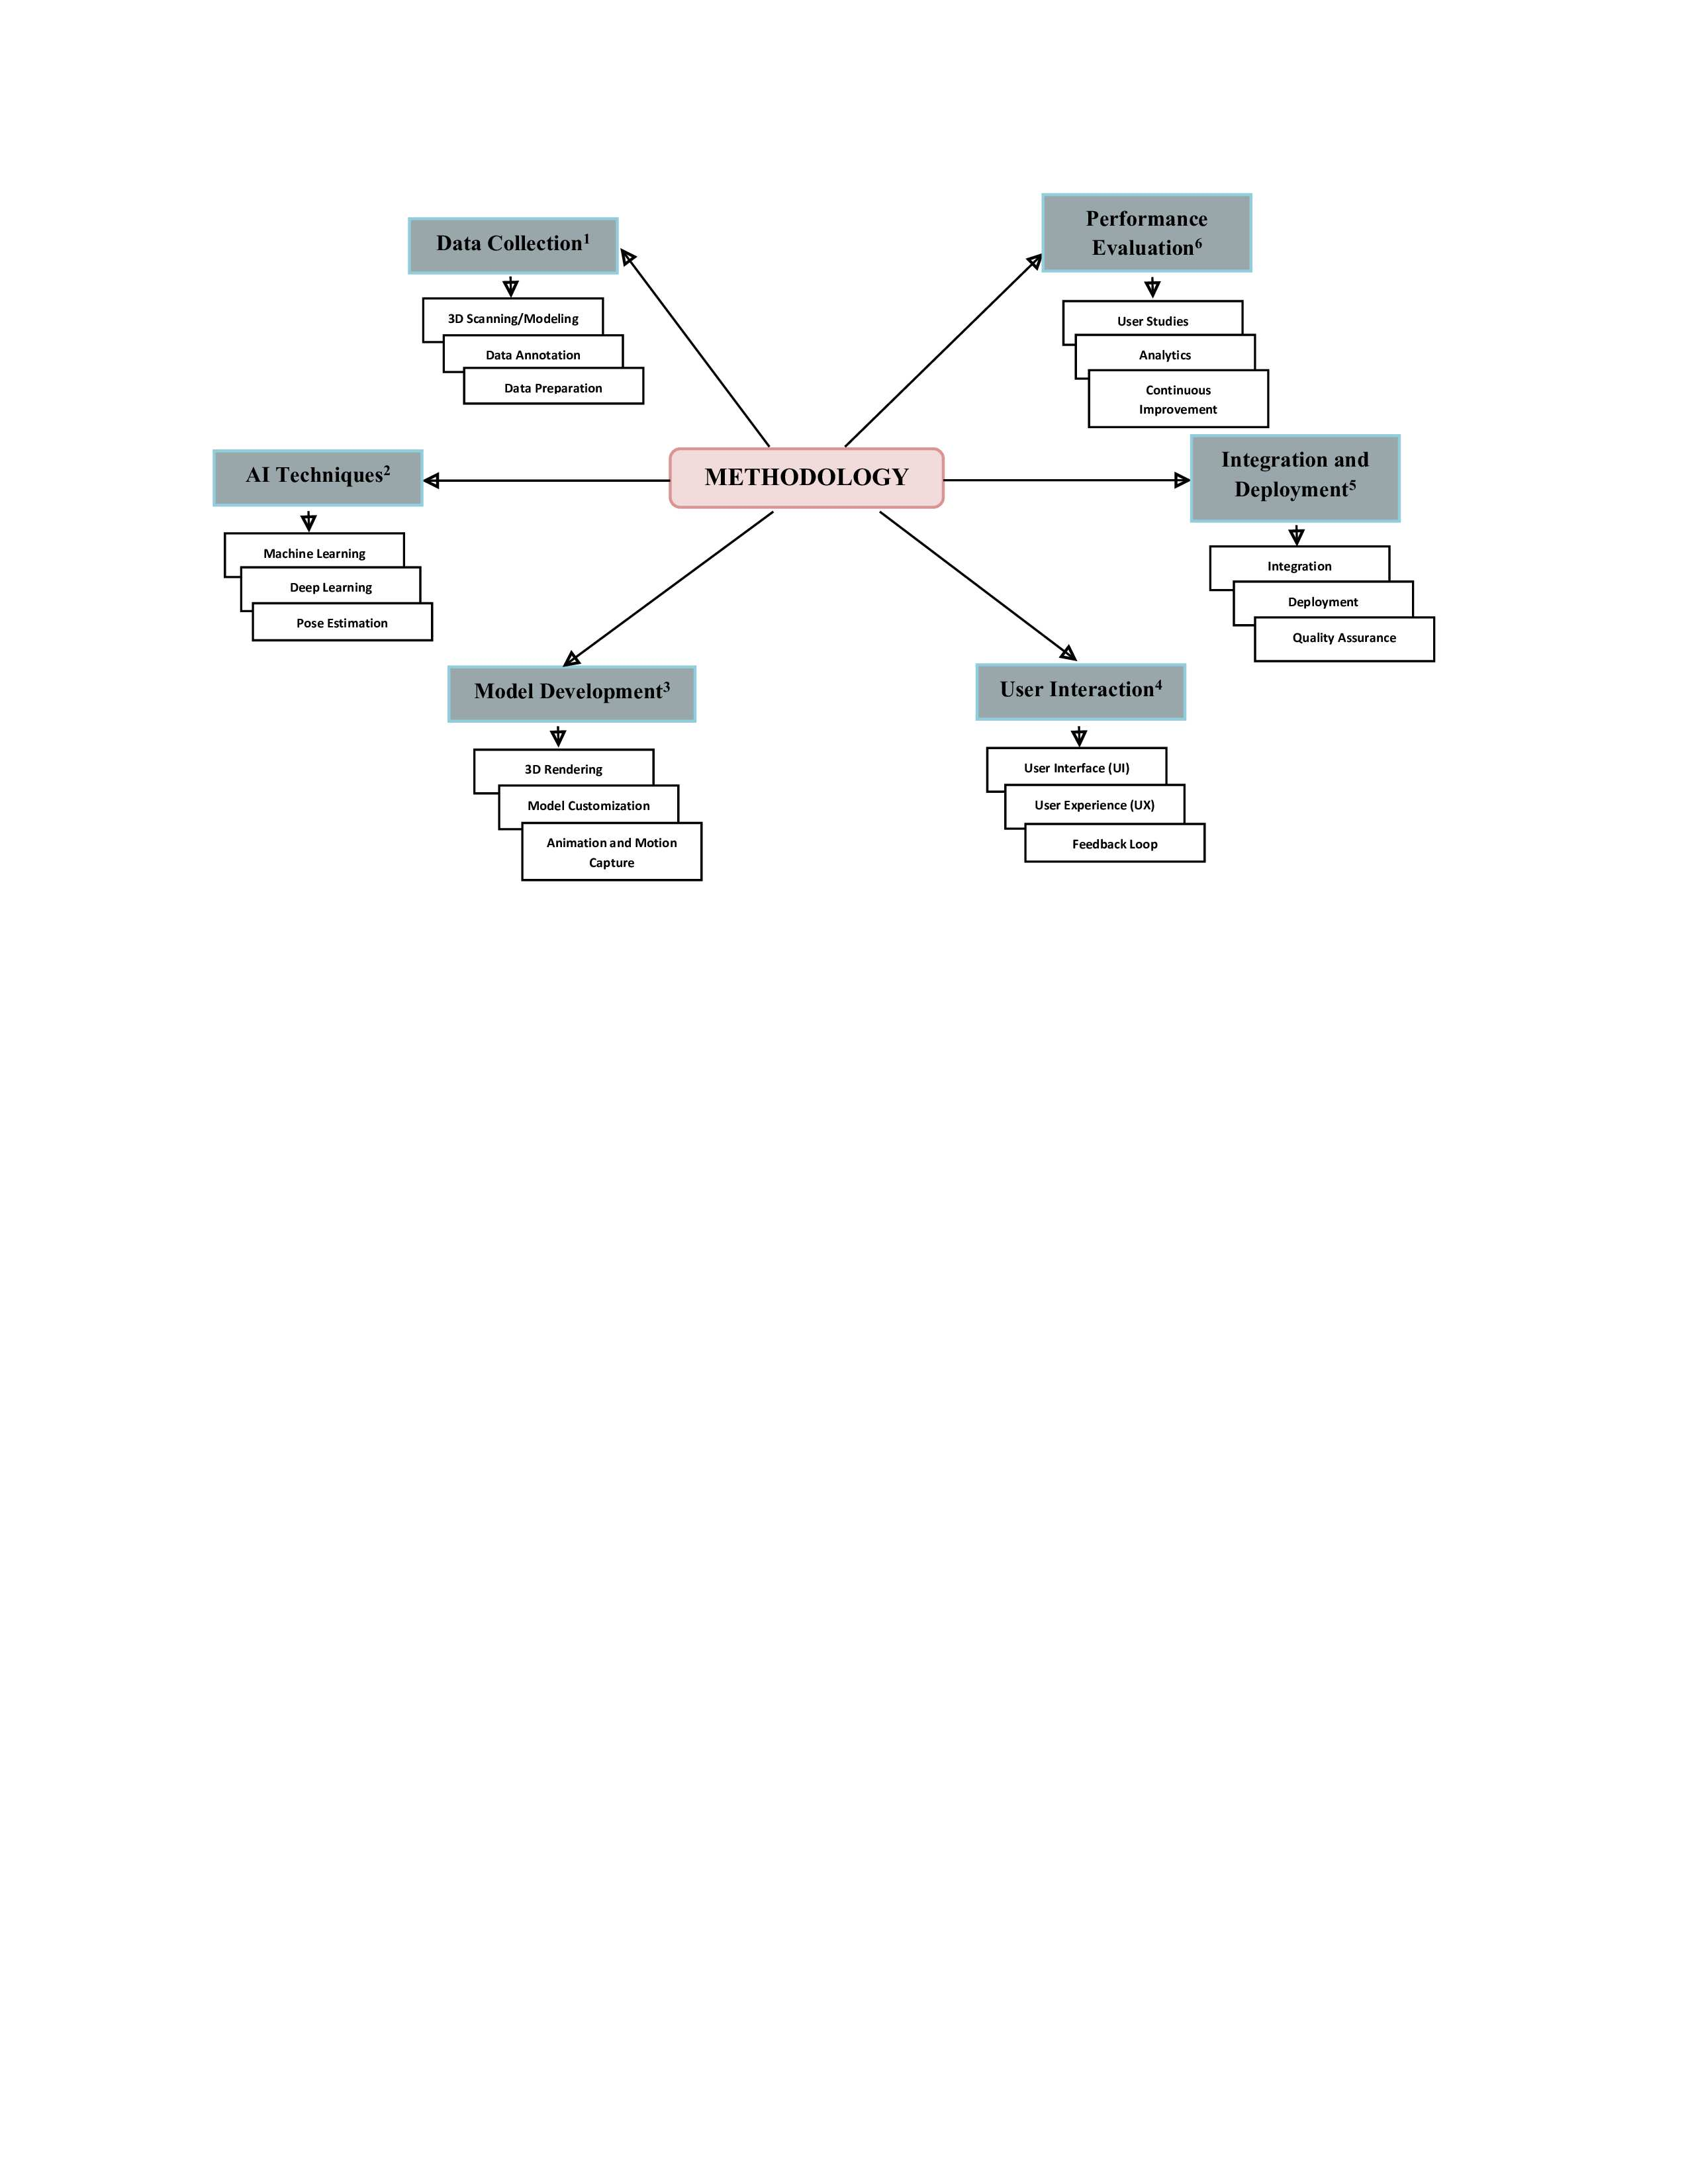 Data Collection¹
3D Scanning/Modeling
Data Annotation
Data Preparation
Performance
Evaluation⁶
User Studies
Analytics
Continuous
Improvement
METHODOLOGY
AI Techniques²
Machine Learning
Deep Learning
Pose Estimation
Integration and
Deployment⁵
Integration
Deployment
Quality Assurance
Model Development³
3D Rendering
Model Customization
Animation and Motion
Capture
User Interaction⁴
User Interface (UI)
User Experience (UX)
Feedback Loop